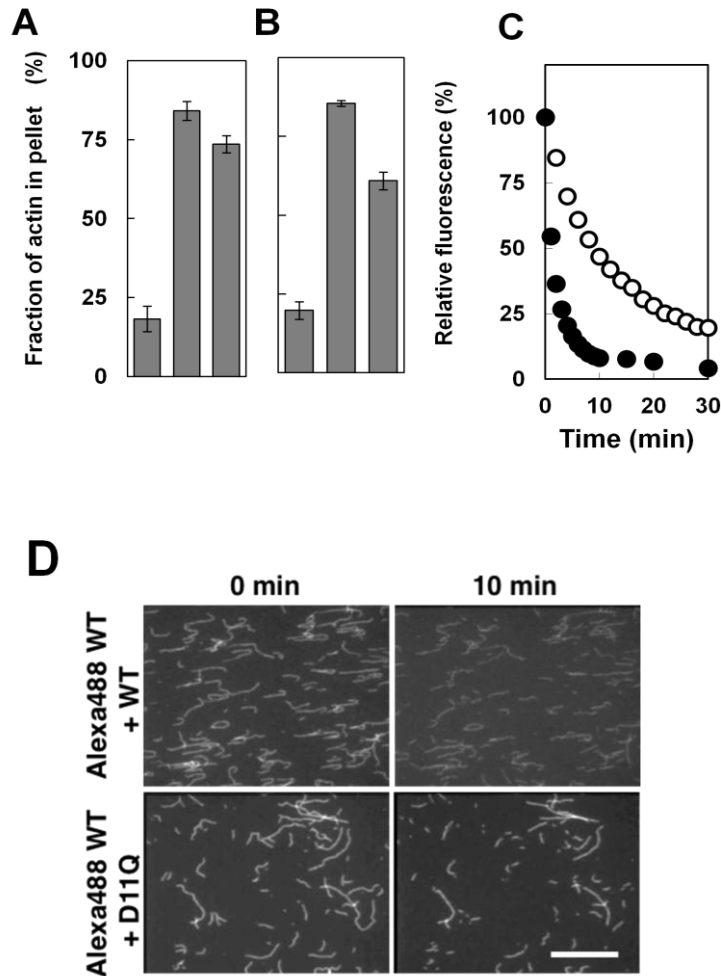 A
B
C
Fraction of actin in pellet (%)
100
75
50
25
0
Relative fluorescence (%)
100
75
50
25
0
0 10 20 30
Time (min)
D
0 min 10 min
Alexa488 WT
+ WT
Alexa488 WT
+ D11Q